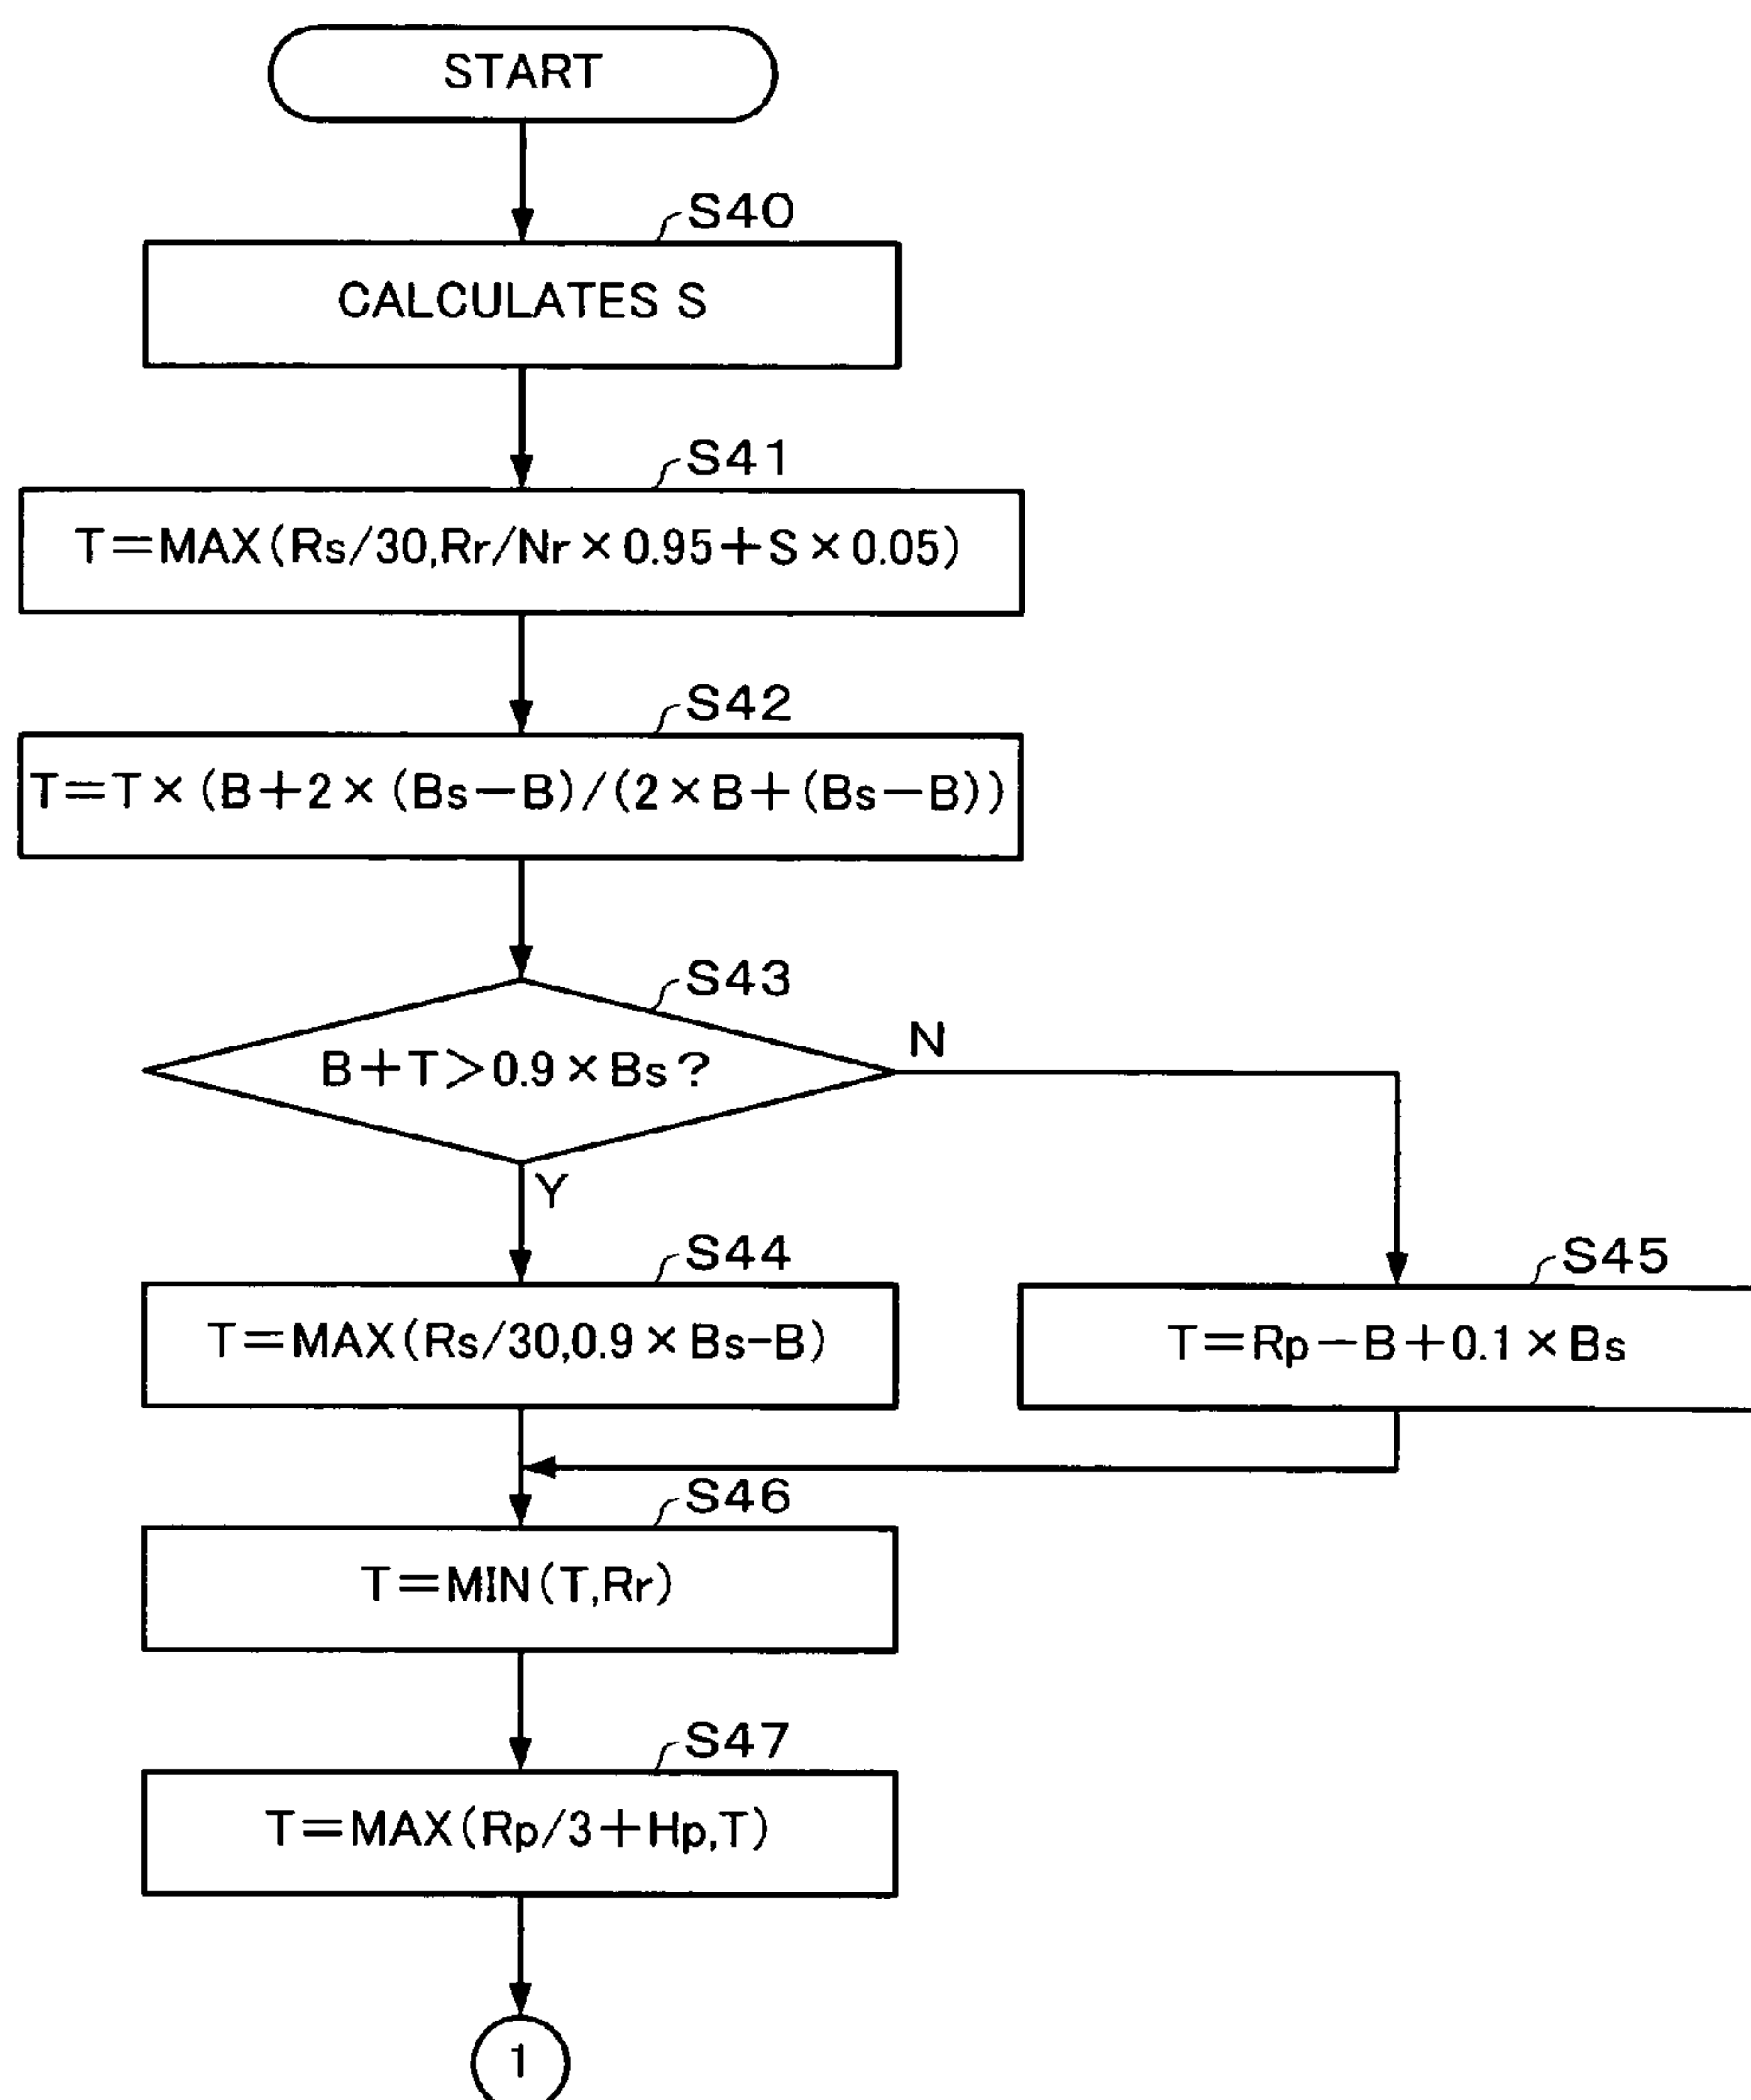 START
S40
CALCULATES S
S41
T=MAX(Rs/30,Rr/Nr×0.95+S×0.05)
S42
T=T×(B+2×(Bs-B)/(2×B+(Bs-B))
S43
B+T>0.9×Bs?
N
Y
S44
T=MAX(Rs/30,0.9×Bs-B)
S45
T=Rp-B+0.1×Bs
S46
T=MIN(T,Rr)
S47
T=MAX(Rp/3+Hp,T)
1